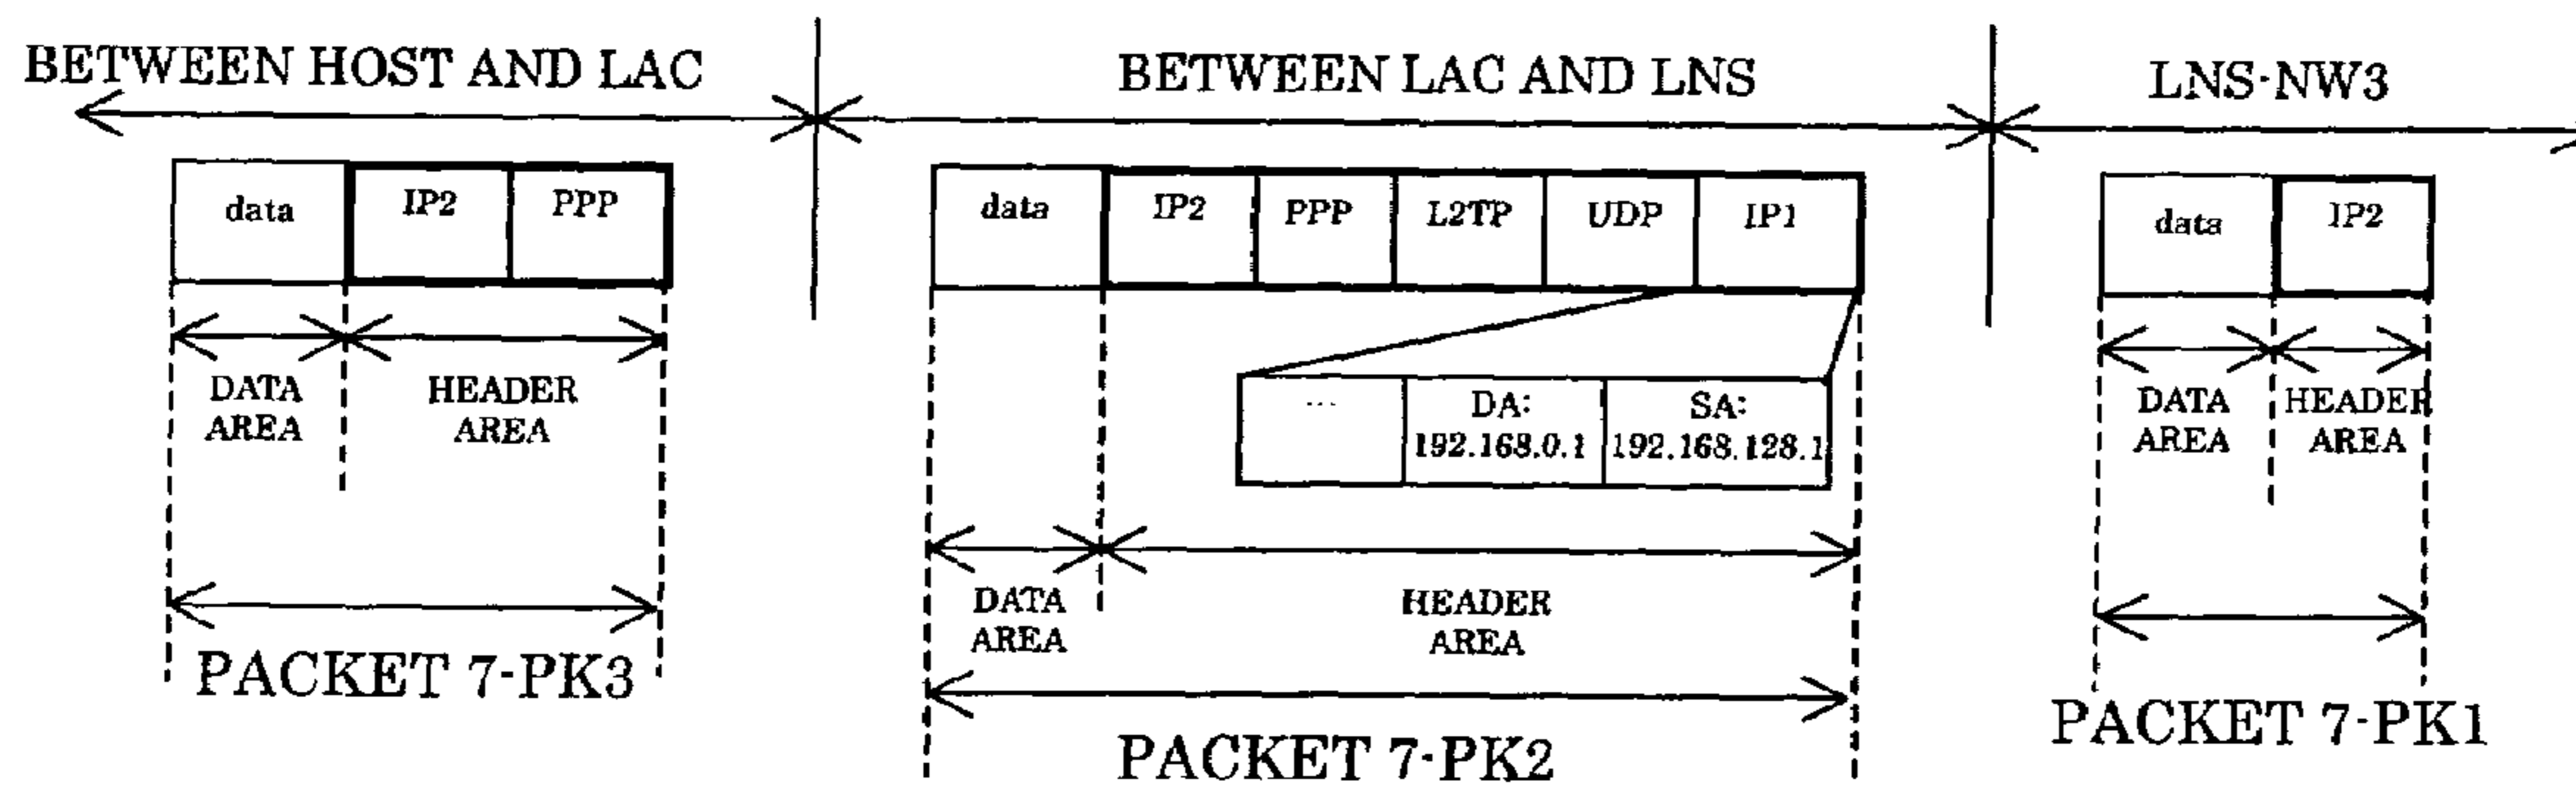 BETWEEN HOST AND LAC
BETWEEN LAC AND LNS
LNS-NW3
data IP2 PPP
data IP2 PPP L2TP UDP IP1
data IP2
DATA AREA
HEADER AREA
... DA: 192.168.0.1 SA: 192.168.128.1
DATA AREA
HEADER AREA
DATA AREA
HEADER AREA
PACKET 7-PK3
PACKET 7-PK2
PACKET 7-PK1